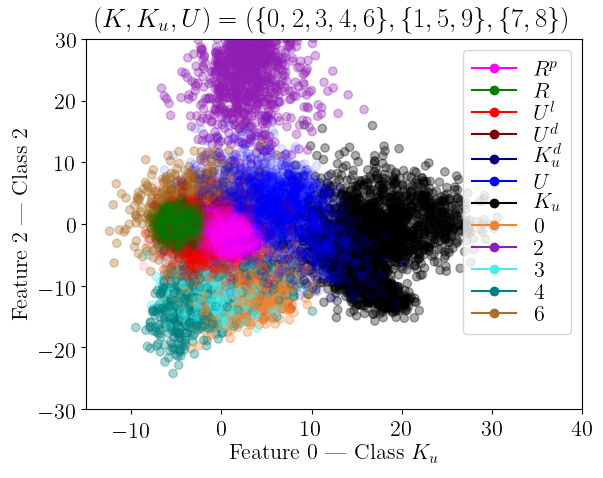 (K, K_u, U) = ({0, 2, 3, 4, 6}, {1, 5, 9}, {7, 8})
30
20
10
0
−10
−20
−30
Feature 2 — Class 2
−10 0 10 20 30 40
Feature 0 — Class K_u
R^p
R
U^l
U^d
K_u^d
U
K_u
0
2
3
4
6